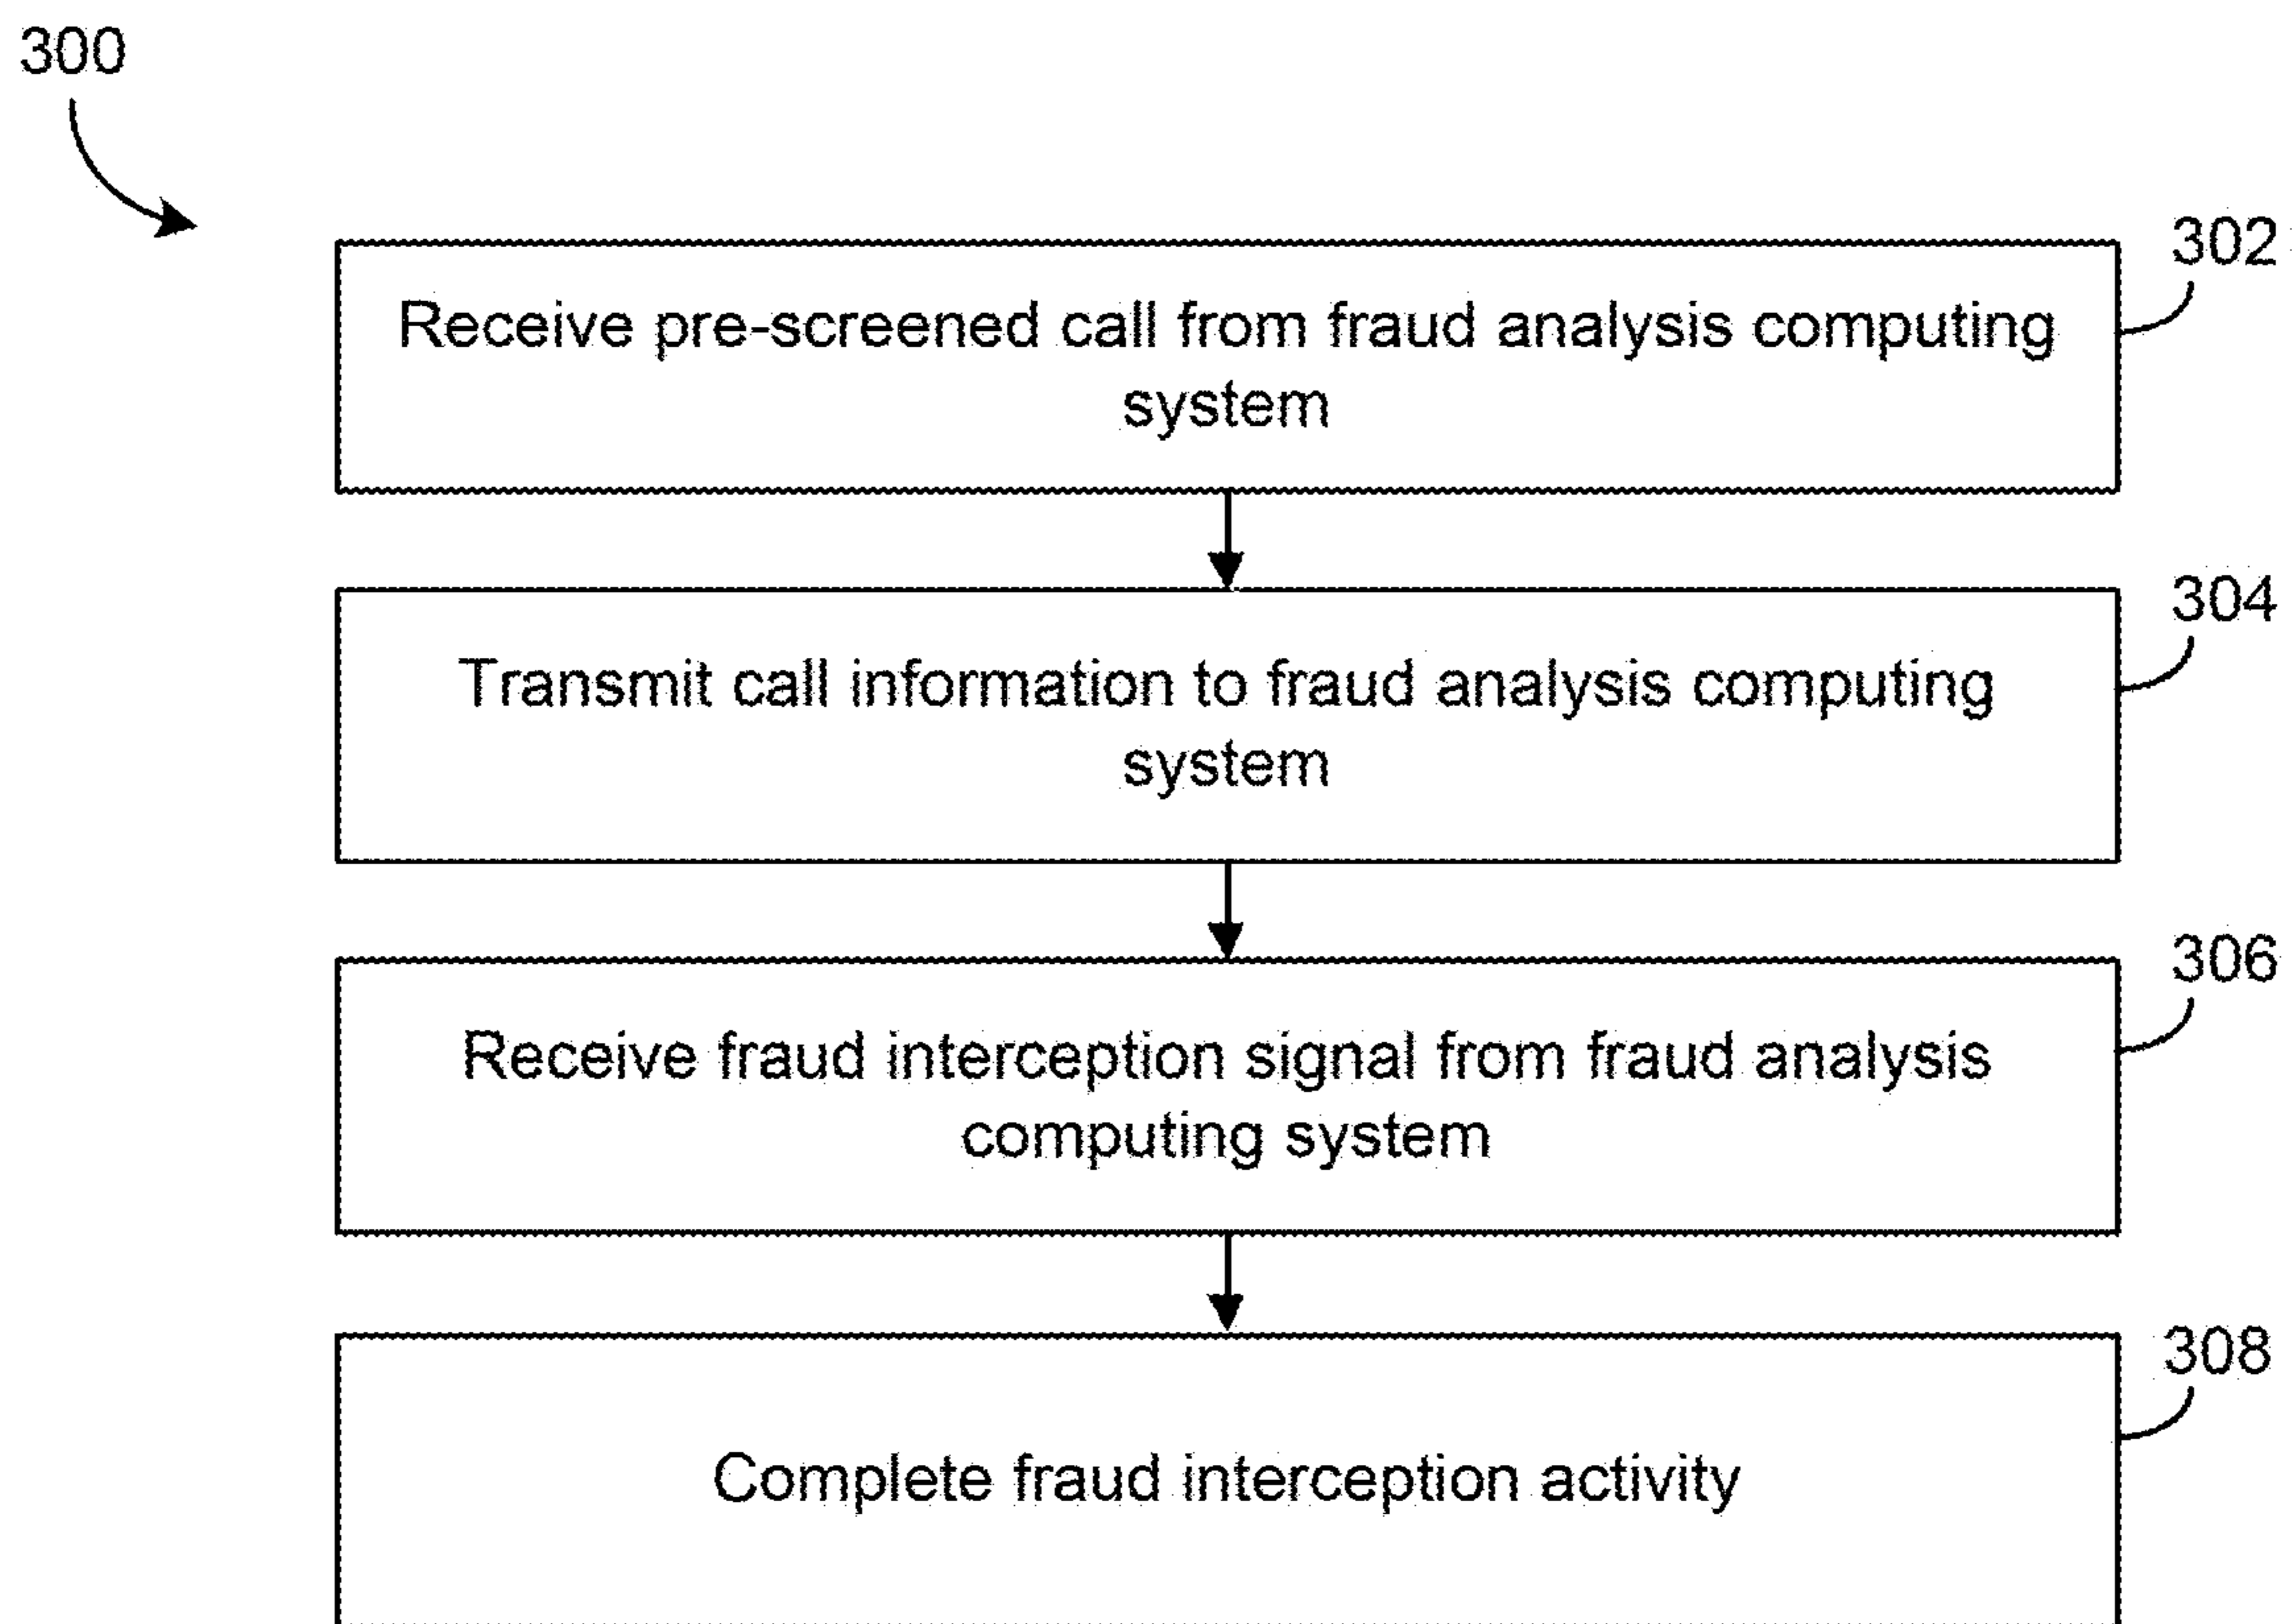 300
302
Receive pre-screened call from fraud analysis computing
system
304
Transmit call information to fraud analysis computing
system
306
Receive fraud interception signal from fraud analysis
computing system
308
Complete fraud interception activity